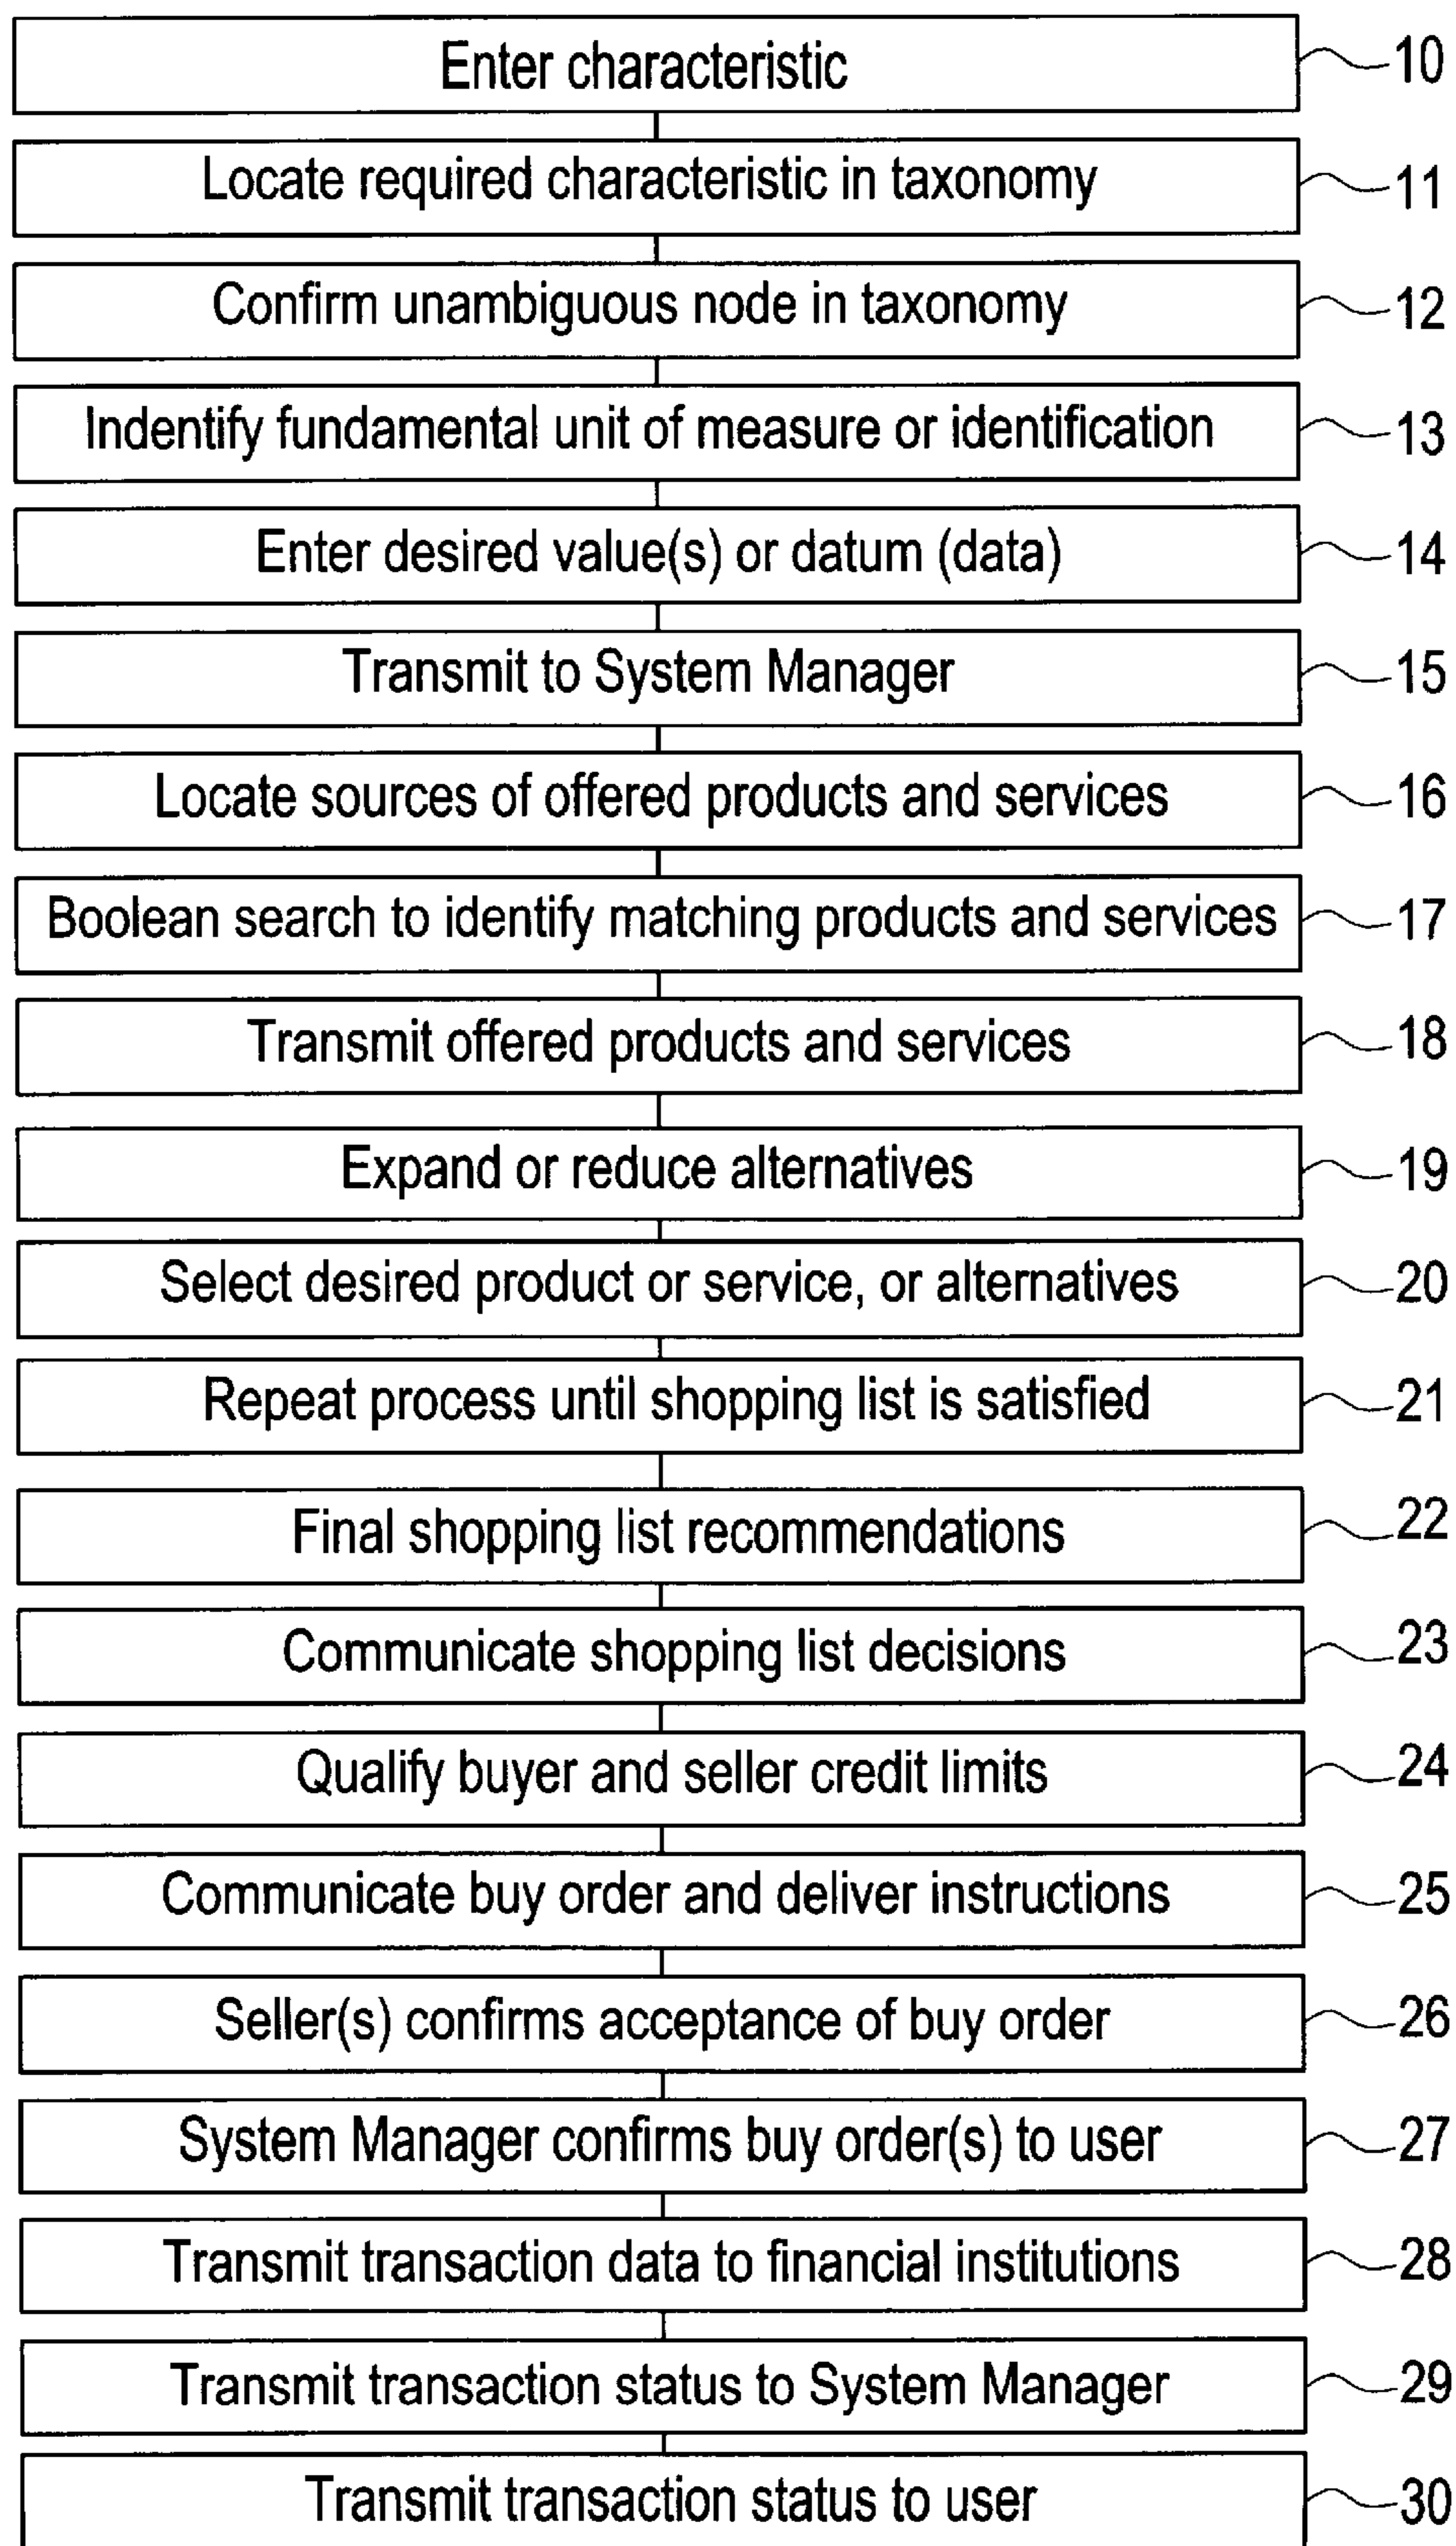 Enter characteristic 10
Locate required characteristic in taxonomy 11
Confirm unambiguous node in taxonomy 12
Indentify fundamental unit of measure or identification 13
Enter desired value(s) or datum (data) 14
Transmit to System Manager 15
Locate sources of offered products and services 16
Boolean search to identify matching products and services 17
Transmit offered products and services 18
Expand or reduce alternatives 19
Select desired product or service, or alternatives 20
Repeat process until shopping list is satisfied 21
Final shopping list recommendations 22
Communicate shopping list decisions 23
Qualify buyer and seller credit limits 24
Communicate buy order and deliver instructions 25
Seller(s) confirms acceptance of buy order 26
System Manager confirms buy order(s) to user 27
Transmit transaction data to financial institutions 28
Transmit transaction status to System Manager 29
Transmit transaction status to user 30